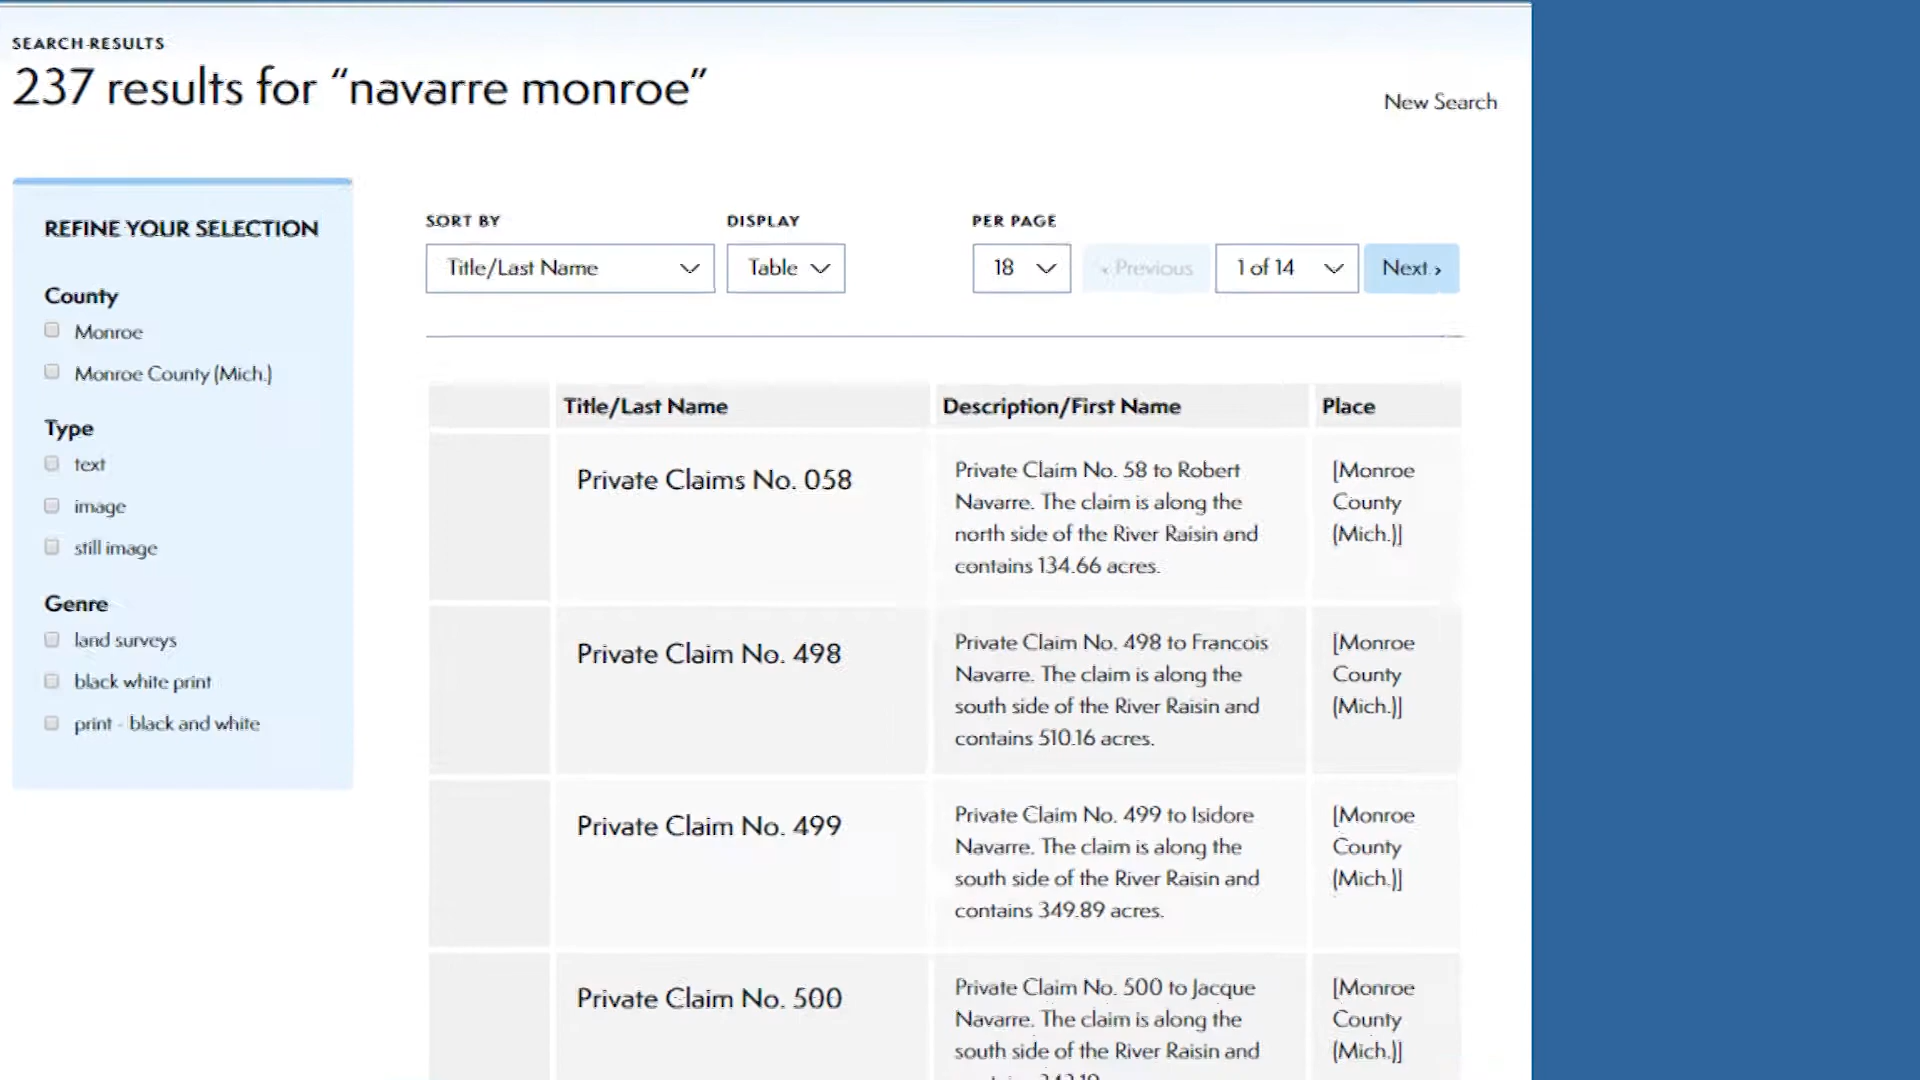 SEARCH RESULTS
237 results for “navarre monroe”
New Search
REFINE YOUR SELECTION
County
Monroe
Monroe County (Mich.)
Type
text
image
still image
Genre
land surveys
black white print
print - black and white
SORT BY
Title/Last Name
DISPLAY
Table
PER PAGE
18
‹ Previous
1 of 14
Next ›
Title/Last Name
Description/First Name
Place
Private Claims No. 058
Private Claim No. 58 to Robert
Navarre. The claim is along the
north side of the River Raisin and
contains 134.66 acres.
[Monroe
County
(Mich.)]
Private Claim No. 498
Private Claim No. 498 to Francois
Navarre. The claim is along the
south side of the River Raisin and
contains 510.16 acres.
[Monroe
County
(Mich.)]
Private Claim No. 499
Private Claim No. 499 to Isidore
Navarre. The claim is along the
south side of the River Raisin and
contains 349.89 acres.
[Monroe
County
(Mich.)]
Private Claim No. 500
Private Claim No. 500 to Jacque
Navarre. The claim is along the
south side of the River Raisin and
[Monroe
County
(Mich.)]